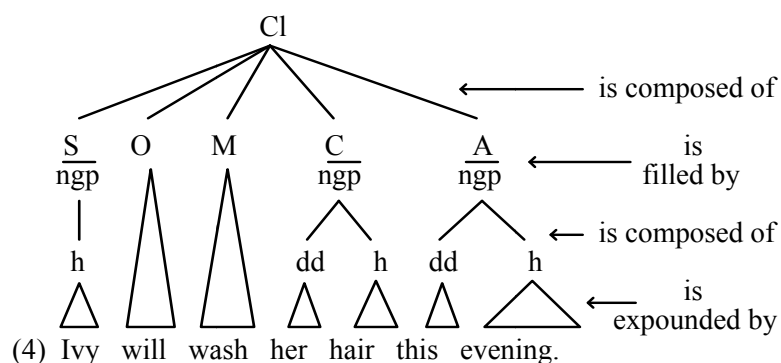 Cl
is composed of
S O M C A is
ngp ngp ngp filled by
is composed of
h dd h dd h
is
expounded by
(4) Ivy will wash her hair this evening.